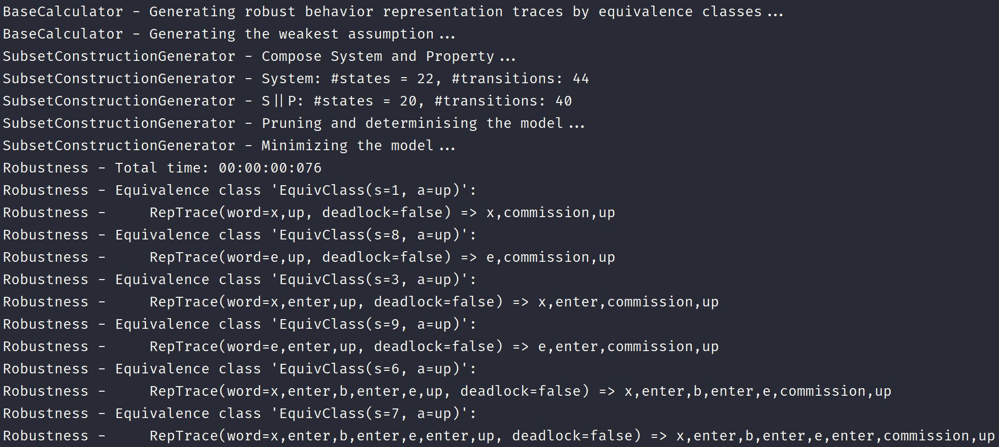 BaseCalculator - Generating robust behavior representation traces by equivalence classes...
BaseCalculator - Generating the weakest assumption...
SubsetConstructionGenerator - Compose System and Property...
SubsetConstructionGenerator - System: #states = 22, #transitions: 44
SubsetConstructionGenerator - S||P: #states = 20, #transitions: 40
SubsetConstructionGenerator - Pruning and determinising the model...
SubsetConstructionGenerator - Minimizing the model...
Robustness - Total time: 00:00:00:076
Robustness - Equivalence class 'EquivClass(s=1, a=up)':
Robustness -     RepTrace(word=x,up, deadlock=false) => x,commission,up
Robustness - Equivalence class 'EquivClass(s=8, a=up)':
Robustness -     RepTrace(word=e,up, deadlock=false) => e,commission,up
Robustness - Equivalence class 'EquivClass(s=3, a=up)':
Robustness -     RepTrace(word=x,enter,up, deadlock=false) => x,enter,commission,up
Robustness - Equivalence class 'EquivClass(s=9, a=up)':
Robustness -     RepTrace(word=e,enter,up, deadlock=false) => e,enter,commission,up
Robustness - Equivalence class 'EquivClass(s=6, a=up)':
Robustness -     RepTrace(word=x,enter,b,enter,e,up, deadlock=false) => x,enter,b,enter,e,commission,up
Robustness - Equivalence class 'EquivClass(s=7, a=up)':
Robustness -     RepTrace(word=x,enter,b,enter,e,enter,up, deadlock=false) => x,enter,b,enter,e,enter,commission,up